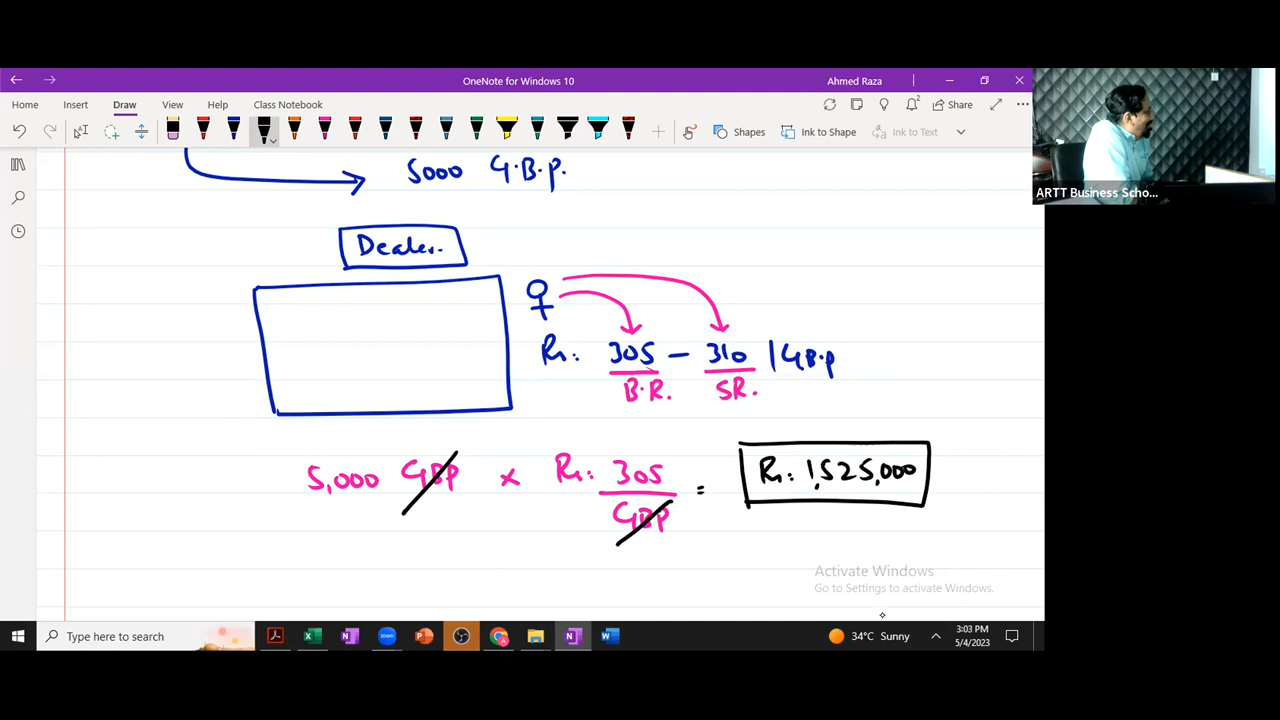 OneNote for Windows 10
Ahmed Raza
Home Insert Draw View Help Class Notebook
Share
Shapes Ink to Shape Ink to Text
ARTT Business Scho...
5000 G.B.P.
Dealer.
Rs: 305 – 310 | GB.P
B.R. SR.
5,000 GBP x Rs: 305 = Rs: 1,525,000
GBP
Activate Windows
Go to Settings to activate Windows.
Type here to search
34°C Sunny
3:03 PM
5/4/2023